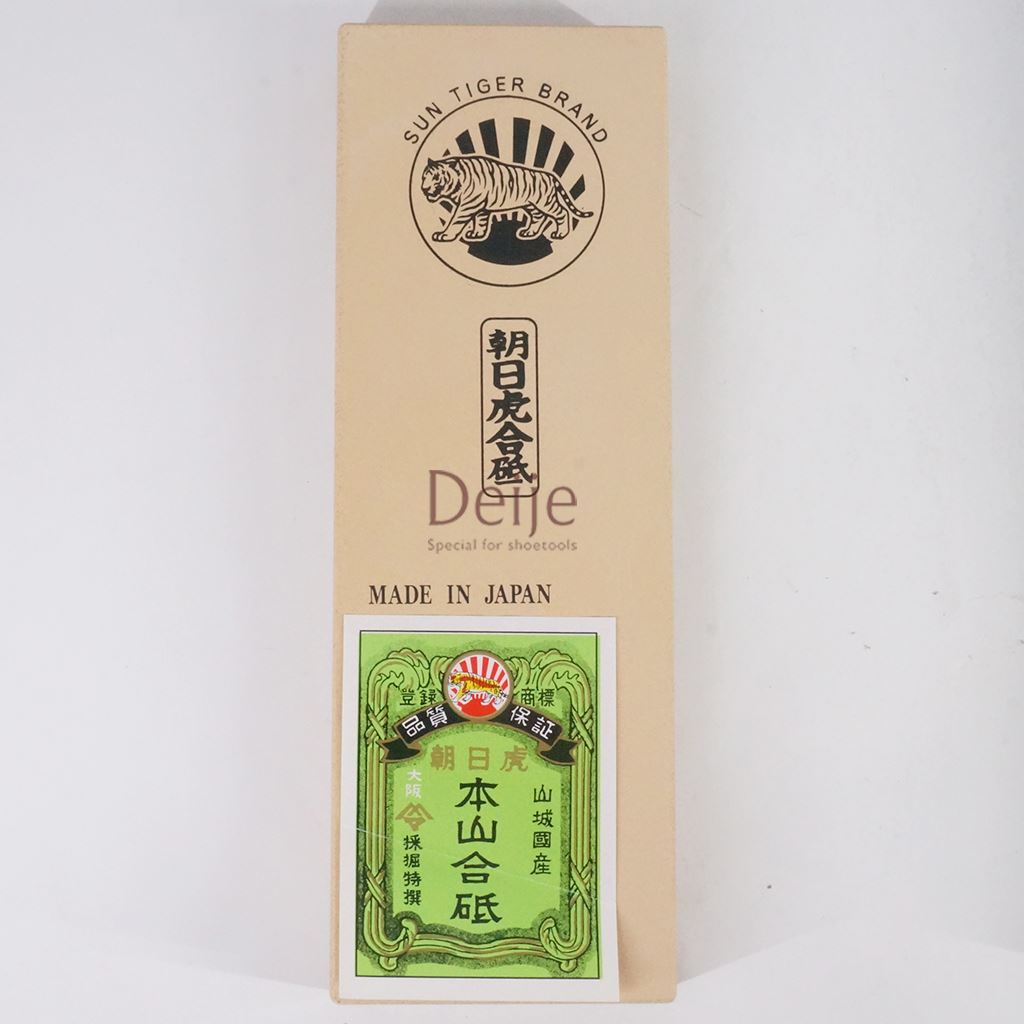 SUN TIGER BRAND
朝日虎合砥
Deije
Special for shoetools
MADE IN JAPAN
登録 商標
品質 保証
朝日虎
山城國産
本山合砥
大阪
採掘特撰